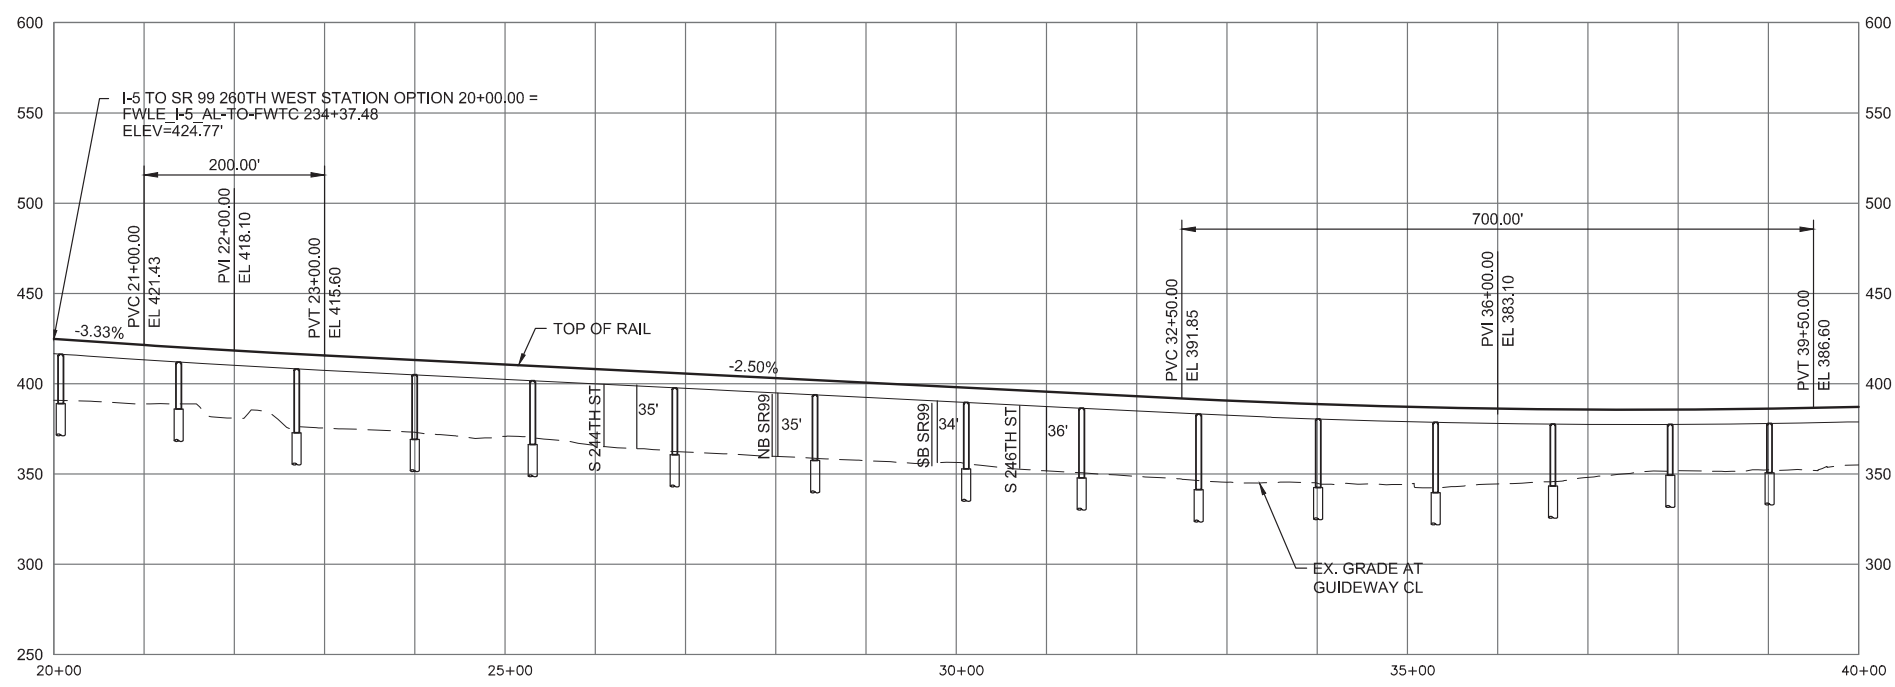 600
600
I-5 TO SR 99 260TH WEST STATION OPTION 20+00.00 =
FWLE_I-5_AL-TO-FWTC 234+37.48
ELEV=424.77'
550
550
200.00'
500
500
700.00'
PVC 21+00.00
EL 421.43
PVI 22+00.00
EL 418.10
PVT 23+00.00
EL 415.60
PVC 32+50.00
EL 391.85
PVI 36+00.00
EL 383.10
PVT 39+50.00
EL 386.60
450
450
-3.33%
TOP OF RAIL
-2.50%
400
400
S 244TH ST
35'
NB SR99
35'
SB SR99
34'
S 246TH ST
36'
350
350
EX. GRADE AT
GUIDEWAY CL
300
300
250
20+00
25+00
30+00
35+00
40+00